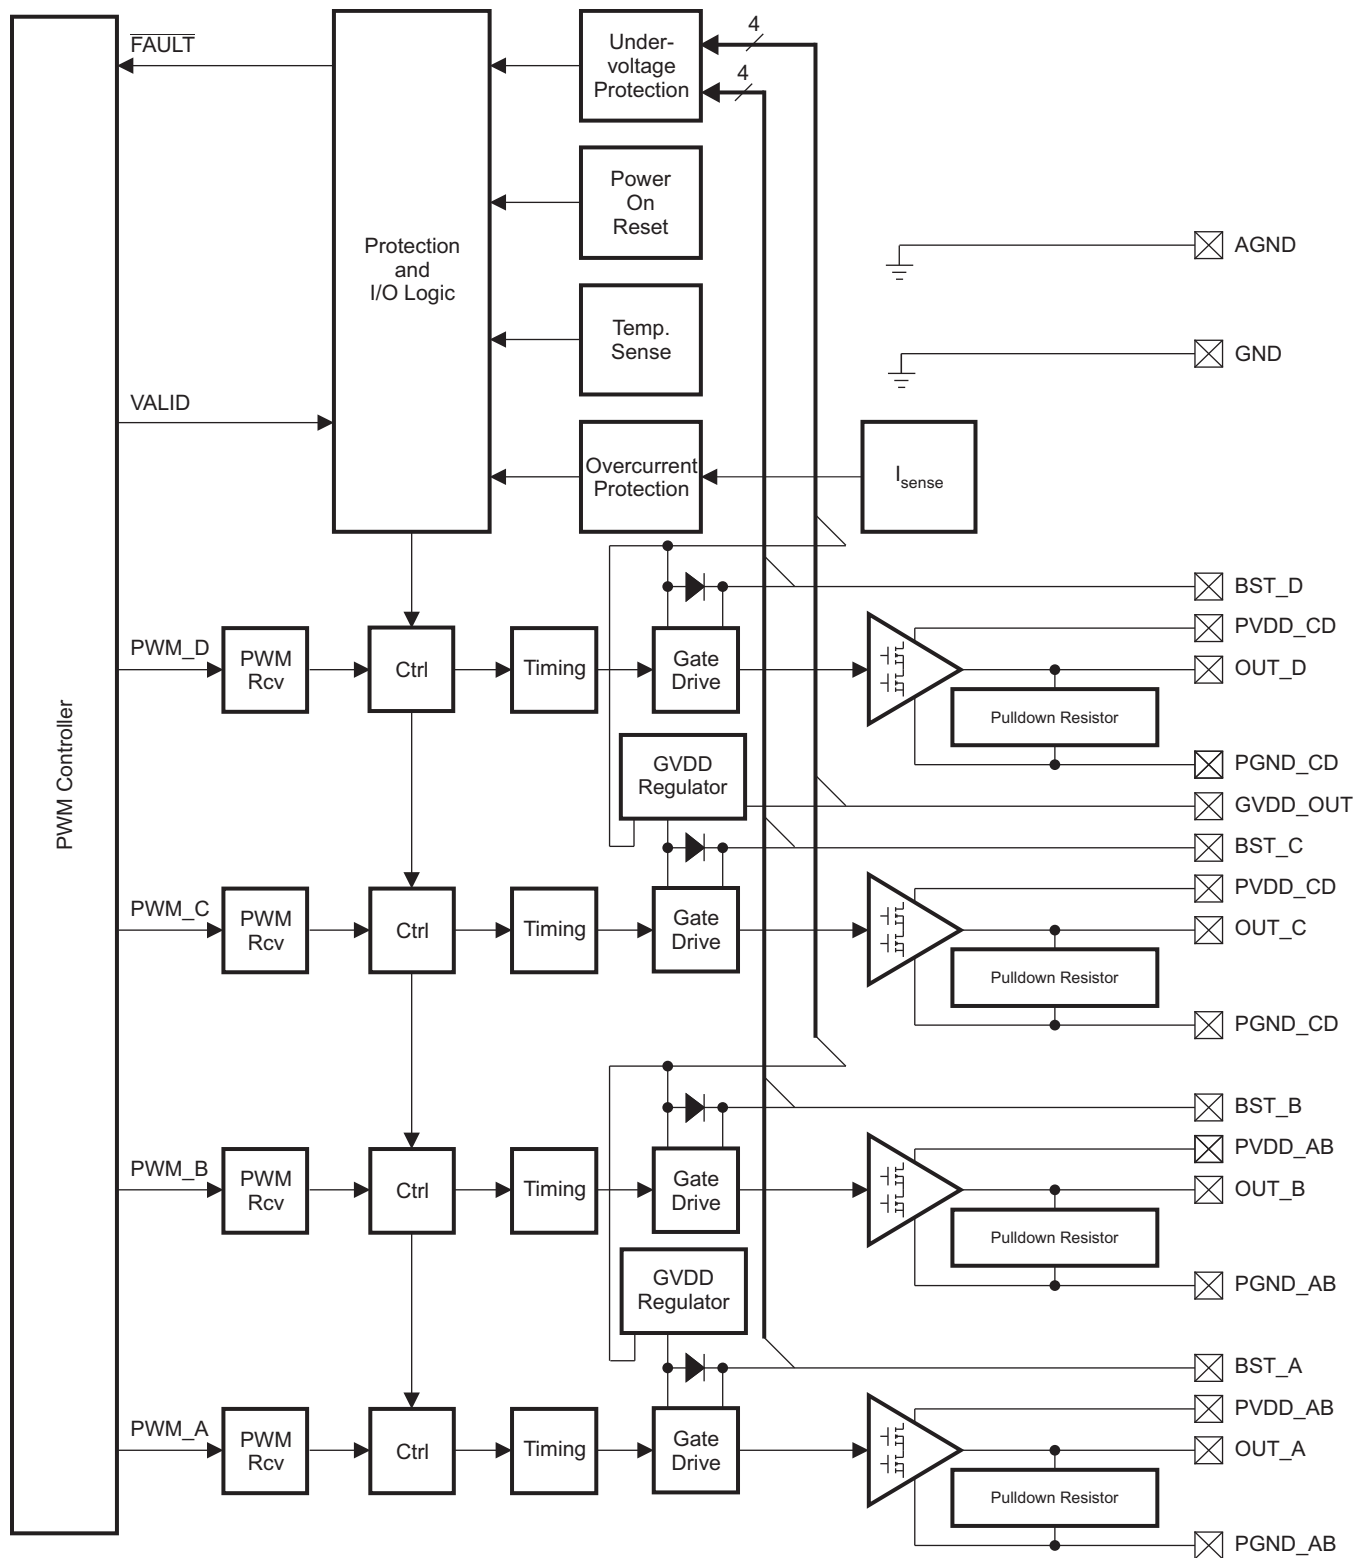 FAULT
Under-
voltage
Protection
4
4
Power
On
Reset
Protection
and
I/O Logic
AGND
Temp.
Sense
GND
VALID
Overcurrent
Protection
Isense
BST_D
PVDD_CD
PWM_D
PWM
Rcv
Ctrl
Timing
Gate
Drive
OUT_D
Pulldown Resistor
PWM Controller
GVDD
Regulator
PGND_CD
GVDD_OUT
BST_C
PVDD_CD
PWM_C
PWM
Rcv
Ctrl
Timing
Gate
Drive
OUT_C
Pulldown Resistor
PGND_CD
BST_B
PVDD_AB
PWM_B
PWM
Rcv
Ctrl
Timing
Gate
Drive
OUT_B
Pulldown Resistor
GVDD
Regulator
PGND_AB
BST_A
PVDD_AB
PWM_A
PWM
Rcv
Ctrl
Timing
Gate
Drive
OUT_A
Pulldown Resistor
PGND_AB